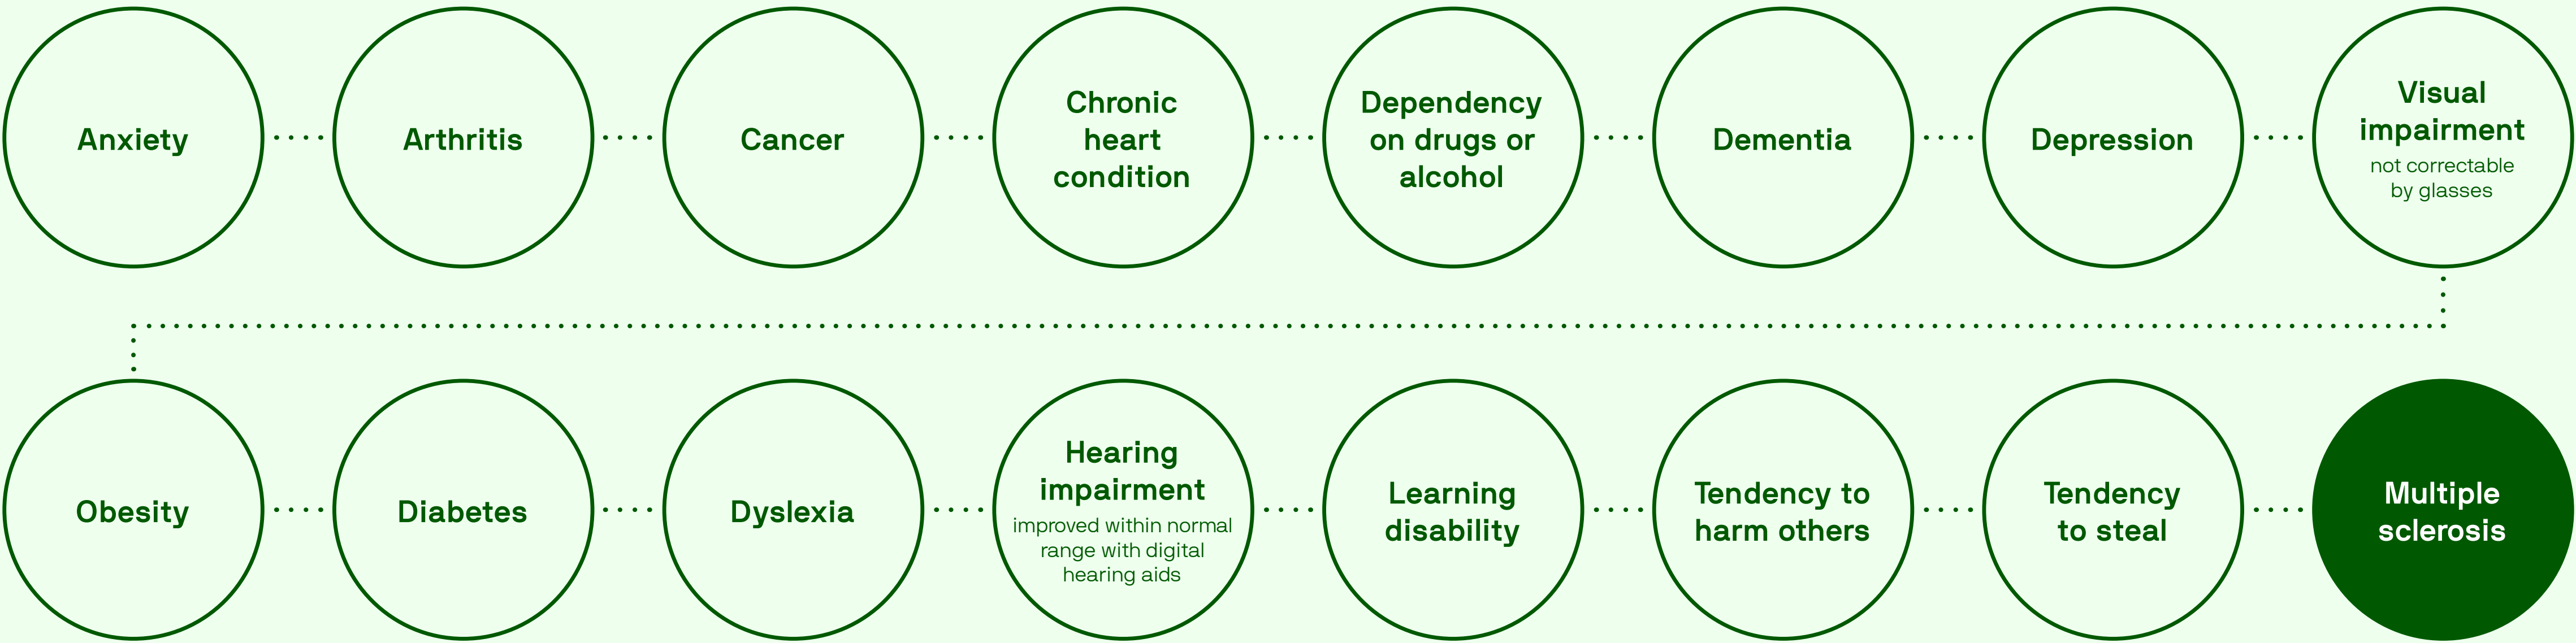 Anxiety
Arthritis
Cancer
Chronic
heart
condition
Dependency
on drugs or
alcohol
Dementia
Depression
Visual
impairment
not correctable
by glasses
Obesity
Diabetes
Dyslexia
Hearing
impairment
improved within normal
range with digital
hearing aids
Learning
disability
Tendency to
harm others
Tendency
to steal
Multiple
sclerosis